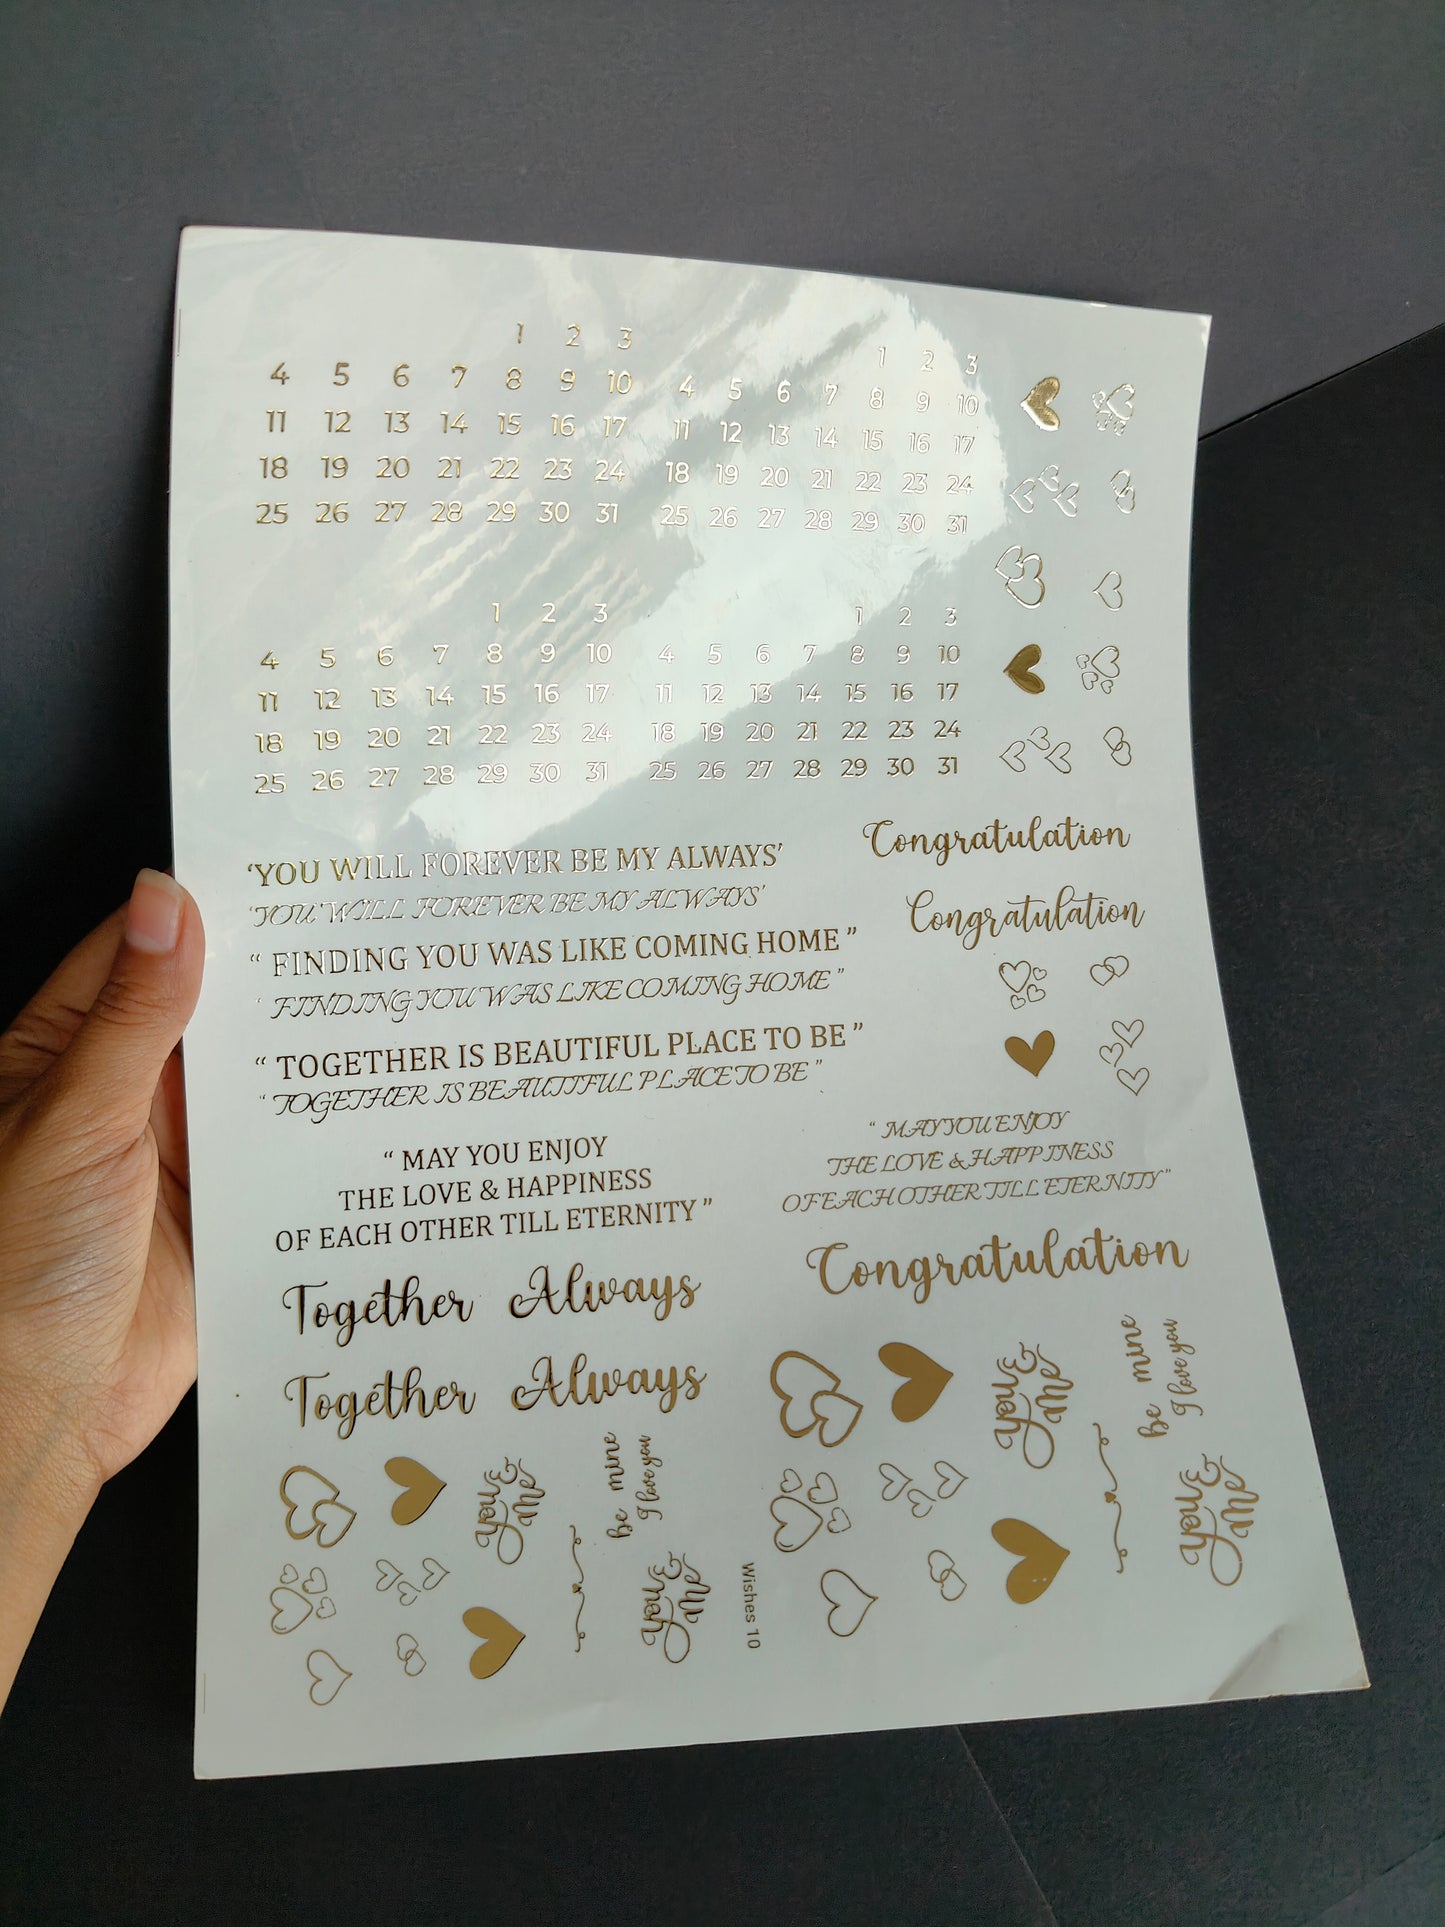 1 2 3
4 5 6 7 8 9 10
11 12 13 14 15 16 17
18 19 20 21 22 23 24
25 26 27 28 29 30 31
1 2 3
4 5 6 7 8 9 10
11 12 13 14 15 16 17
18 19 20 21 22 23 24
25 26 27 28 29 30 31
1 2 3
4 5 6 7 8 9 10
11 12 13 14 15 16 17
18 19 20 21 22 23 24
25 26 27 28 29 30 31
1 2 3
4 5 6 7 8 9 10
11 12 13 14 15 16 17
18 19 20 21 22 23 24
25 26 27 28 29 30 31
‘YOU WILL FOREVER BE MY ALWAYS’
‘YOU WILL FOREVER BE MY ALWAYS’
“ FINDING YOU WAS LIKE COMING HOME ”
‘ FINDING YOU WAS LIKE COMING HOME ”
“ TOGETHER IS BEAUTIFUL PLACE TO BE ”
“ TOGETHER IS BEAUTIFUL PLACE TO BE ”
Congratulation
Congratulation
“ MAY YOU ENJOY
THE LOVE & HAPPINESS
OF EACH OTHER TILL ETERNITY ”
“ MAY YOU ENJOY
THE LOVE & HAPPINESS
OF EACH OTHER TILL ETERNITY ”
Together Always
Together Always
Congratulation
You &
Me
be mine
I love you
You &
Me
Wishes 10
You &
Me
be mine
I love you
You &
Me